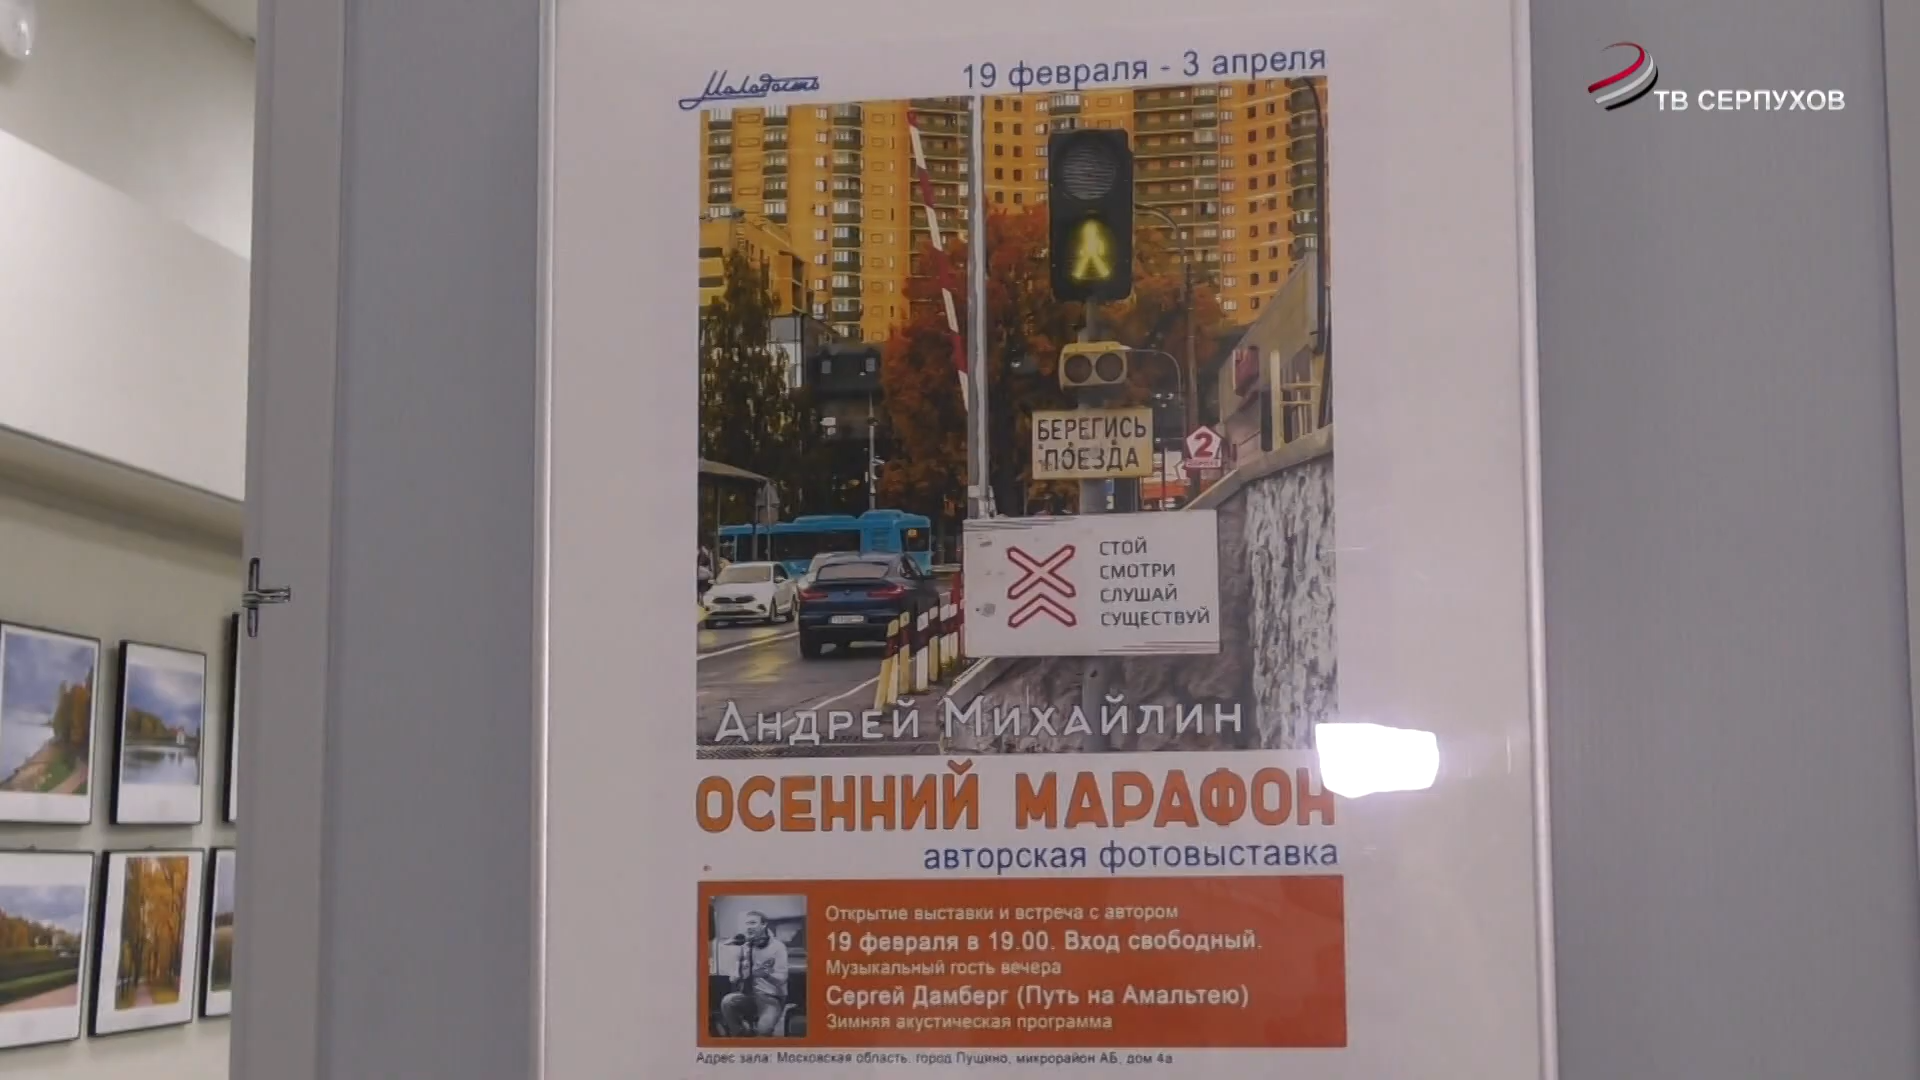 ТВ СЕРПУХОВ
Молодость
19 февраля - 3 апреля
БЕРЕГИСЬ
ПОЕЗДА
2
СТОЙ
СМОТРИ
СЛУШАЙ
СУЩЕСТВУЙ
АНДРЕЙ МИХАЙЛИН
ОСЕННИЙ МАРАФОН
авторская фотовыставка
Открытие выставки и встреча с автором
19 февраля в 19.00. Вход свободный.
Музыкальный гость вечера
Сергей Дамберг (Путь на Амальтею)
Зимняя акустическая программа
Адрес зала: Московская область, город Пущино, микрорайон АБ, дом 4а